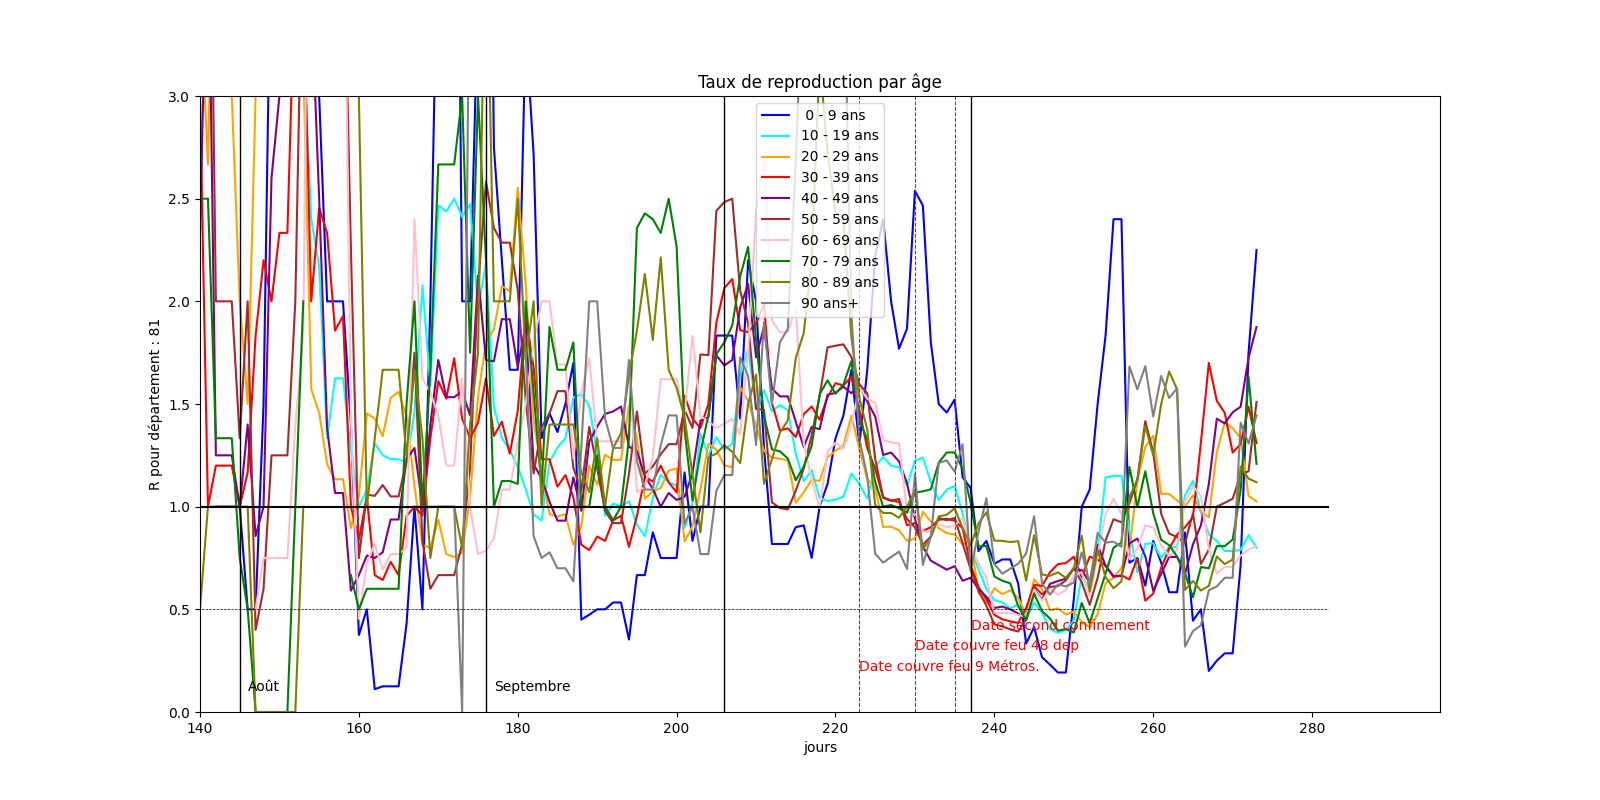 Taux de reproduction par âge
R pour département : 81
3.0
2.5
2.0
1.5
1.0
0.5
0.0
0 - 9 ans
10 - 19 ans
20 - 29 ans
30 - 39 ans
40 - 49 ans
50 - 59 ans
60 - 69 ans
70 - 79 ans
80 - 89 ans
90 ans+
Date second confinement
Date couvre feu 48 dep
Date couvre feu 9 Métros.
Août
Septembre
140 160 180 200 220 240 260 280
jours